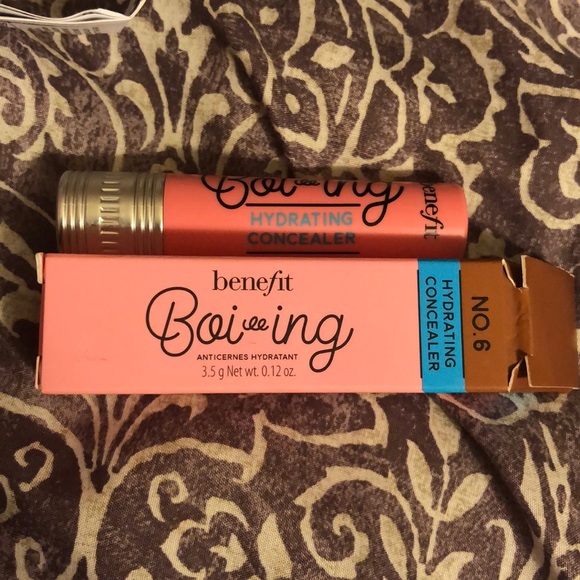 Boi-ing
HYDRATING
CONCEALER
benefit
benefit
Boi-ing
ANTICERNES HYDRATANT
3.5 g Net wt. 0.12 oz.
HYDRATING
CONCEALER
NO.6